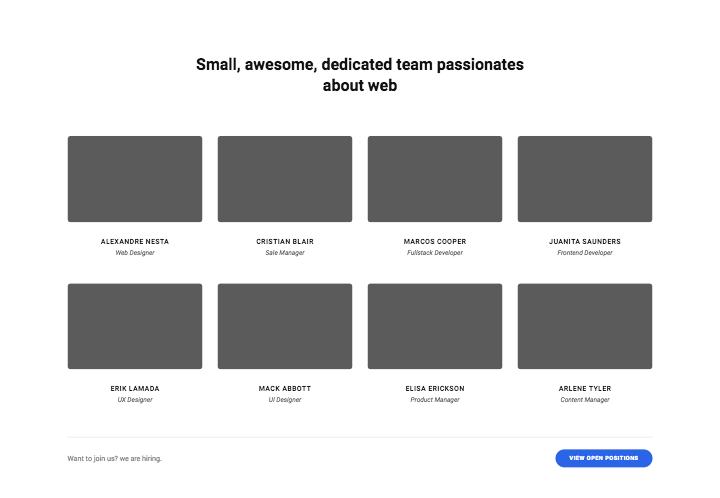 Small, awesome, dedicated team passionates
about web
ALEXANDRE NESTA
Web Designer
CRISTIAN BLAIR
Sale Manager
MARCOS COOPER
Fullstack Developer
JUANITA SAUNDERS
Frontend Developer
ERIK LAMADA
UX Designer
MACK ABBOTT
UI Designer
ELISA ERICKSON
Product Manager
ARLENE TYLER
Content Manager
Want to join us? we are hiring.
VIEW OPEN POSITIONS